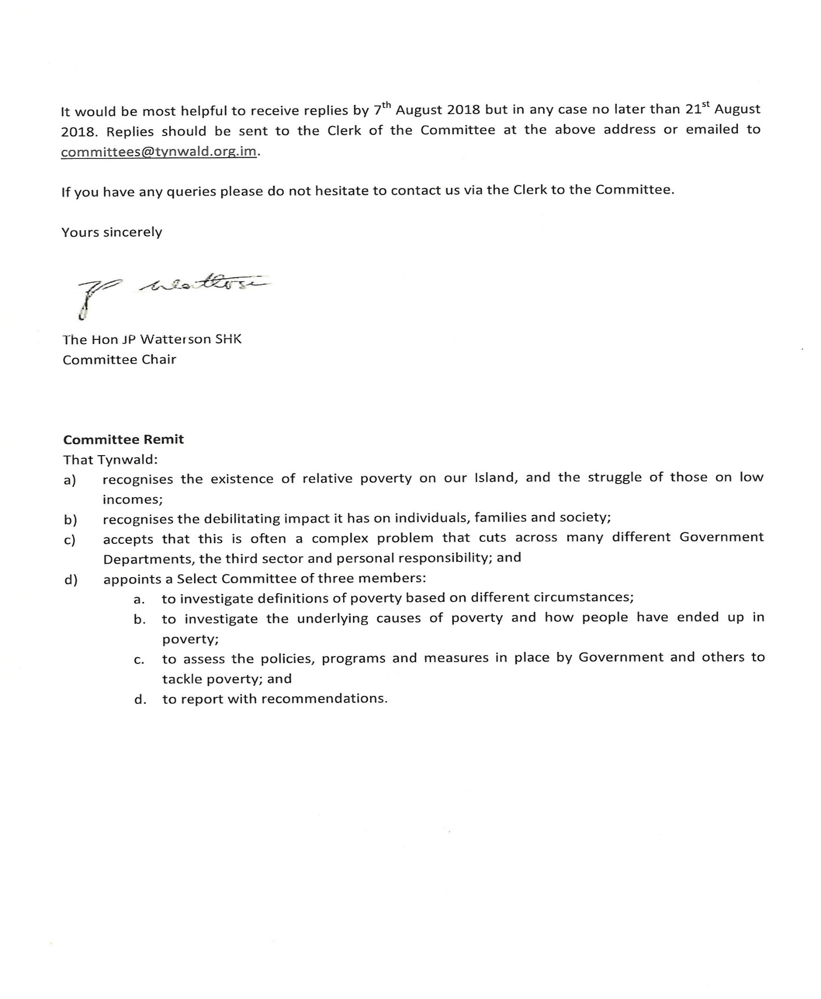 It would be most helpful to receive replies by 7th August 2018 but in any case no later than 21st August
2018. Replies should be sent to the Clerk of the Committee at the above address or emailed to
committees@tynwald.org.im.
If you have any queries please do not hesitate to contact us via the Clerk to the Committee.
Yours sincerely
JP Watterson
The Hon JP Watterson SHK
Committee Chair
Committee Remit
That Tynwald:
a) recognises the existence of relative poverty on our Island, and the struggle of those on low
incomes;
b) recognises the debilitating impact it has on individuals, families and society;
c) accepts that this is often a complex problem that cuts across many different Government
Departments, the third sector and personal responsibility; and
d) appoints a Select Committee of three members:
a. to investigate definitions of poverty based on different circumstances;
b. to investigate the underlying causes of poverty and how people have ended up in
poverty;
c. to assess the policies, programs and measures in place by Government and others to
tackle poverty; and
d. to report with recommendations.